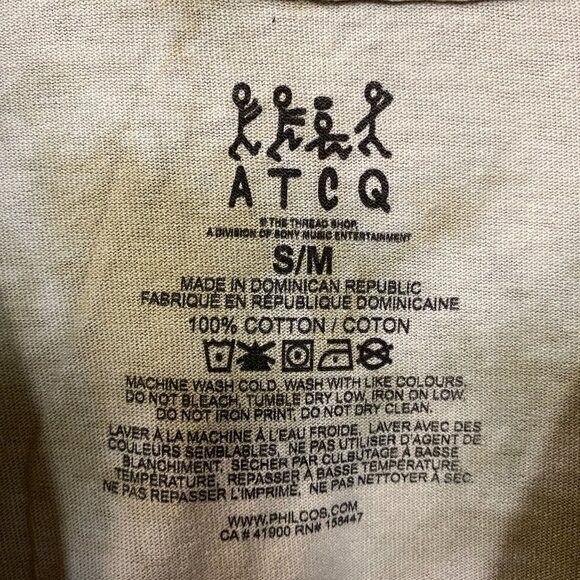 ATCQ
© THE THREAD SHOP
A DIVISION OF SONY MUSIC ENTERTAINMENT
S/M
MADE IN DOMINICAN REPUBLIC
FABRIQUÉ EN RÉPUBLIQUE DOMINICAINE
100% COTTON / COTON
MACHINE WASH COLD, WASH WITH LIKE COLOURS,
DO NOT BLEACH, TUMBLE DRY LOW, IRON ON LOW,
DO NOT IRON PRINT, DO NOT DRY CLEAN.
LAVER À LA MACHINE À L'EAU FROIDE, LAVER AVEC DES
COULEURS SEMBLABLES, NE PAS UTILISER D'AGENT DE
BLANCHIMENT, SÉCHER PAR CULBUTAGE À BASSE
TEMPÉRATURE, REPASSER À BASSE TEMPÉRATURE,
NE PAS REPASSER L'IMPRIMÉ, NE PAS NETTOYER À SEC.
WWW.PHILCOS.COM
CA # 41900 RN# 158447